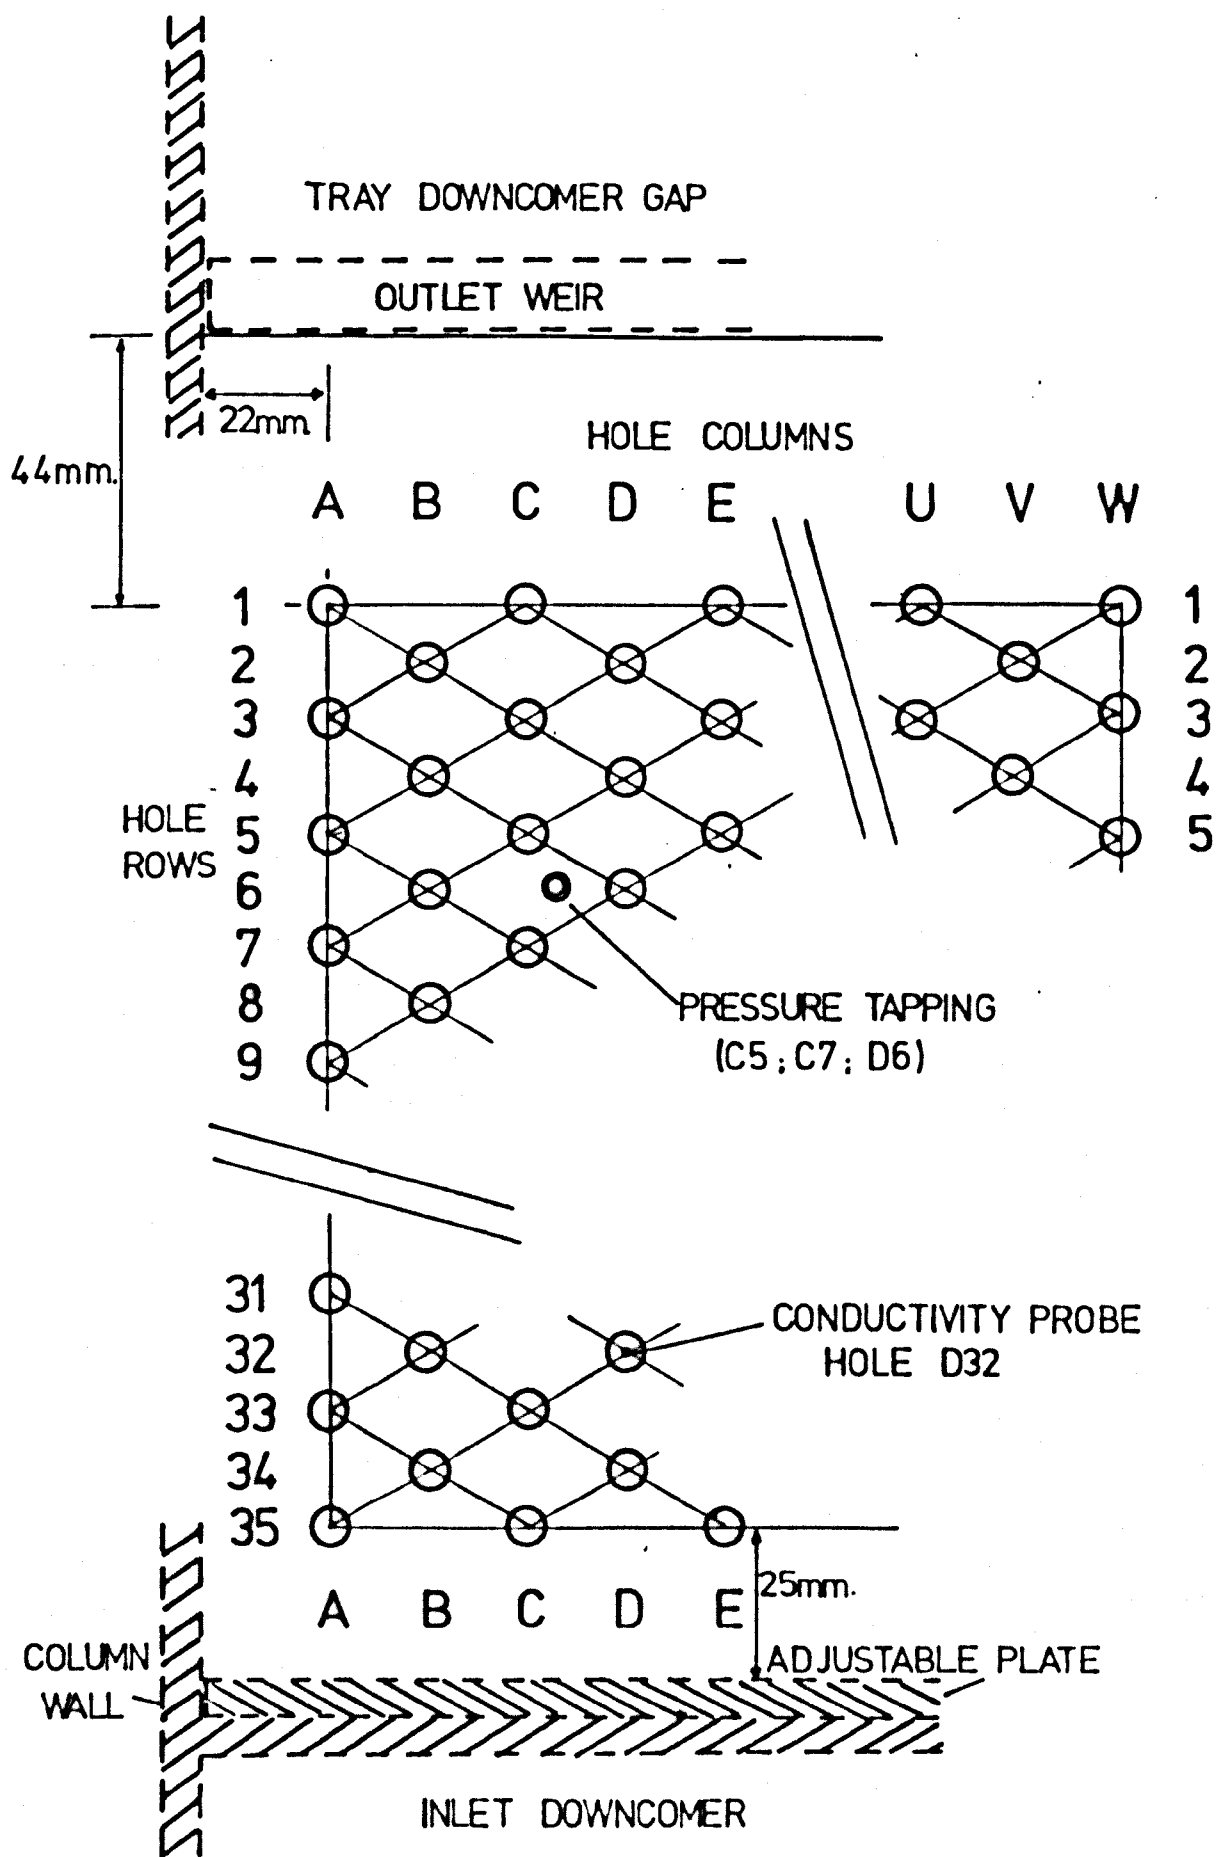 TRAY DOWNCOMER GAP
OUTLET WEIR
22mm.
44mm.
HOLE COLUMNS
A B C D E U V W
1 1
2 2
3 3
4 4
HOLE ROWS
5 5
6
7
8
9
PRESSURE TAPPING
(C5; C7; D6)
31
32
33
34
35
CONDUCTIVITY PROBE
HOLE D32
A B C D E
25mm.
COLUMN
WALL
ADJUSTABLE PLATE
INLET DOWNCOMER